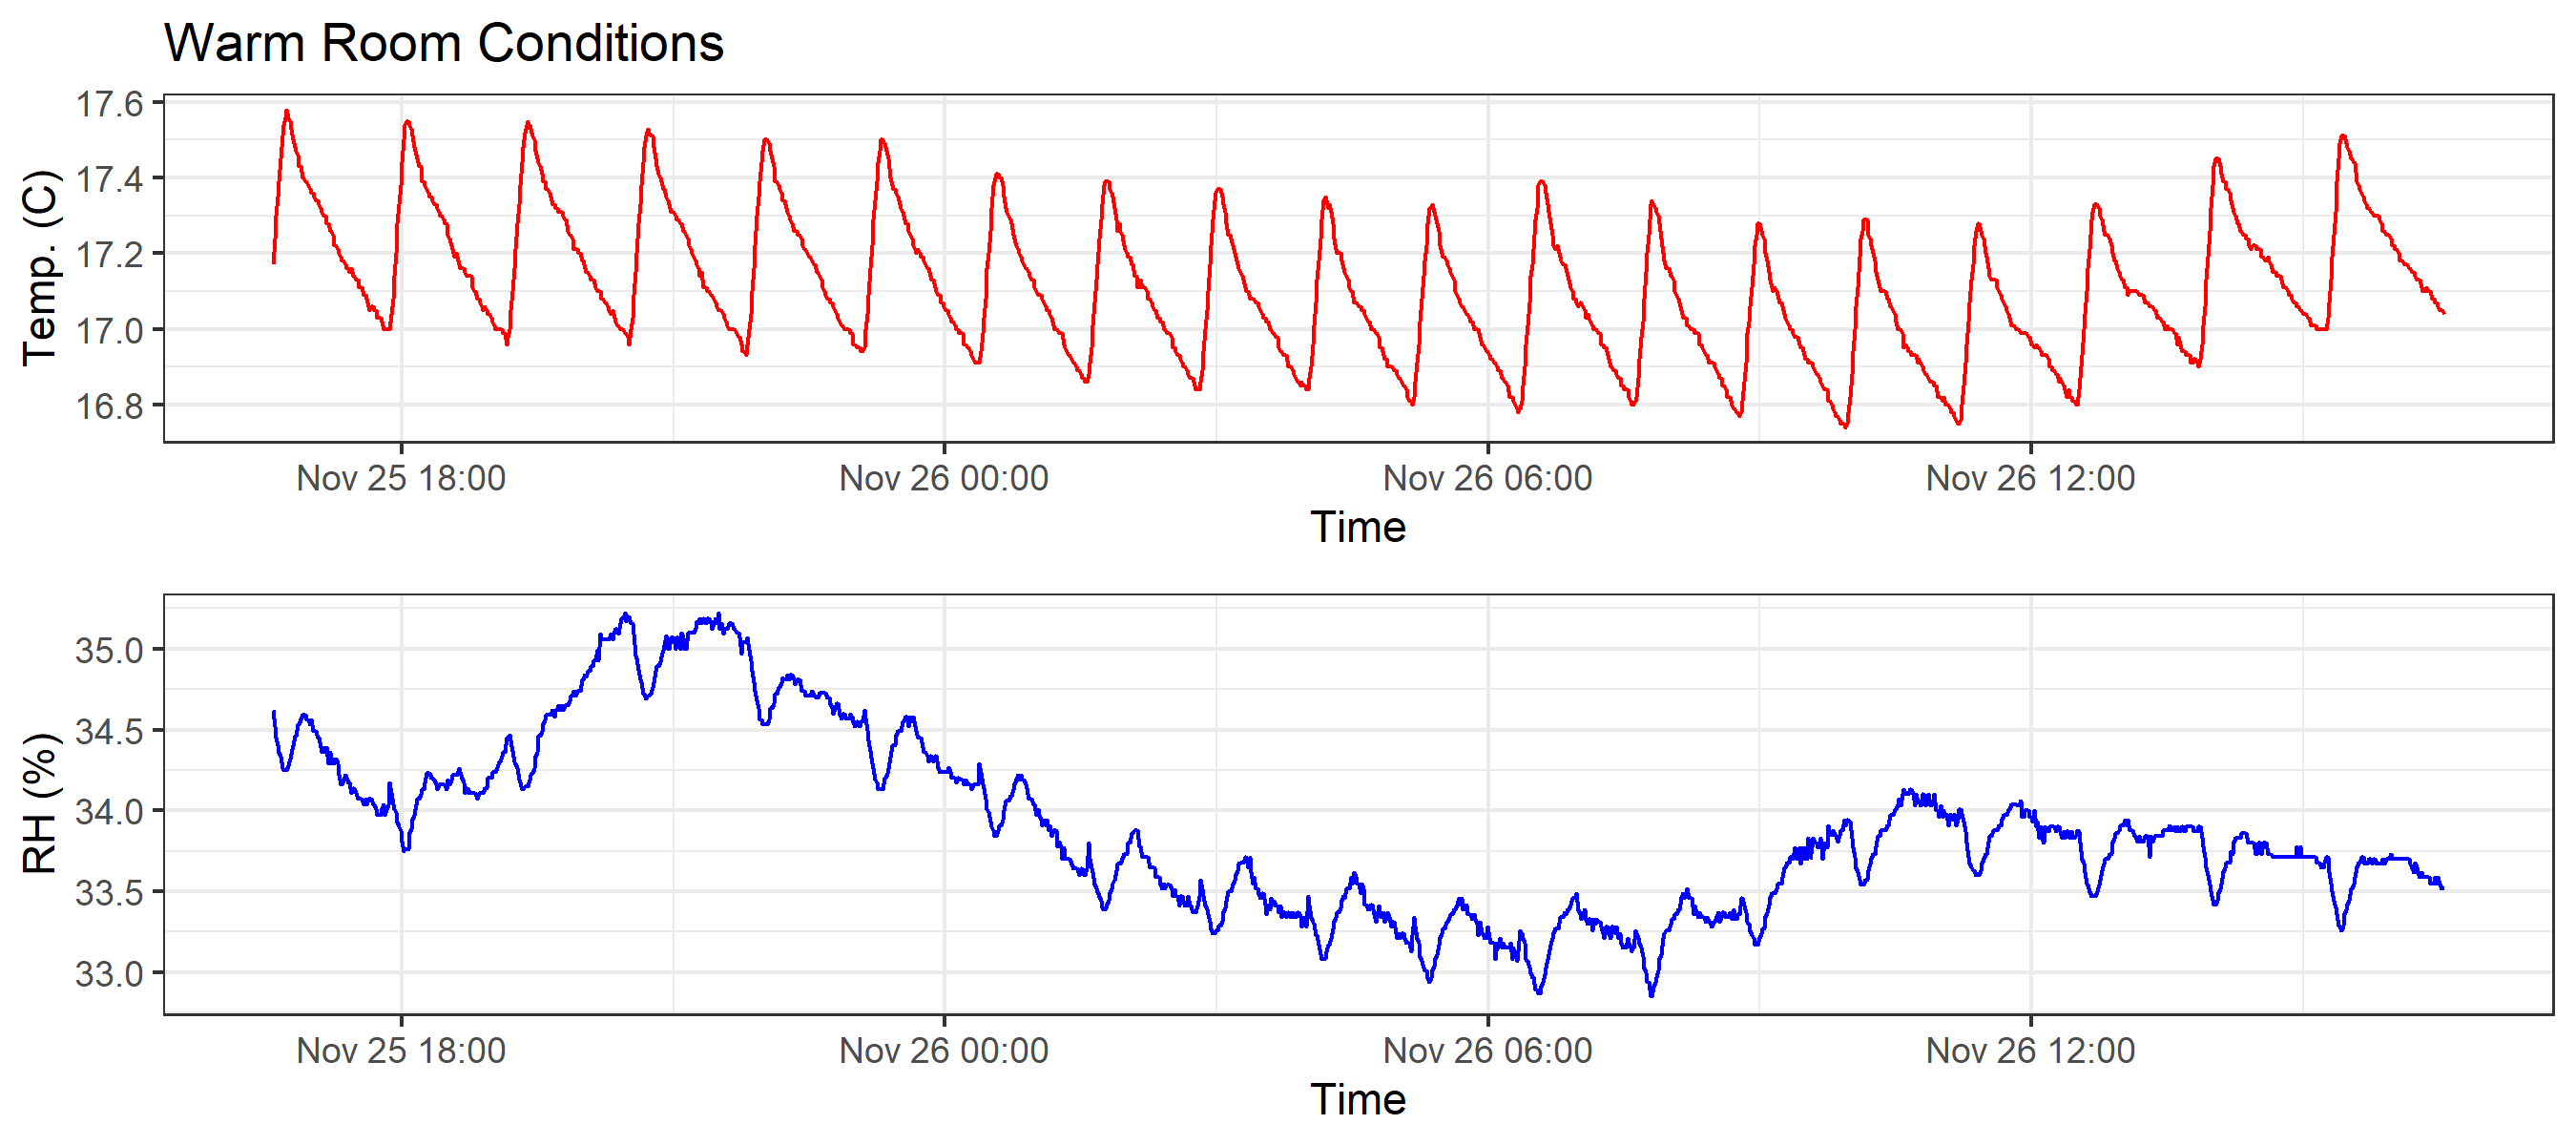 Warm Room Conditions
Temp. (C)
17.6
17.4
17.2
17.0
16.8
Nov 25 18:00 Nov 26 00:00 Nov 26 06:00 Nov 26 12:00
Time
RH (%)
35.0
34.5
34.0
33.5
33.0
Nov 25 18:00 Nov 26 00:00 Nov 26 06:00 Nov 26 12:00
Time